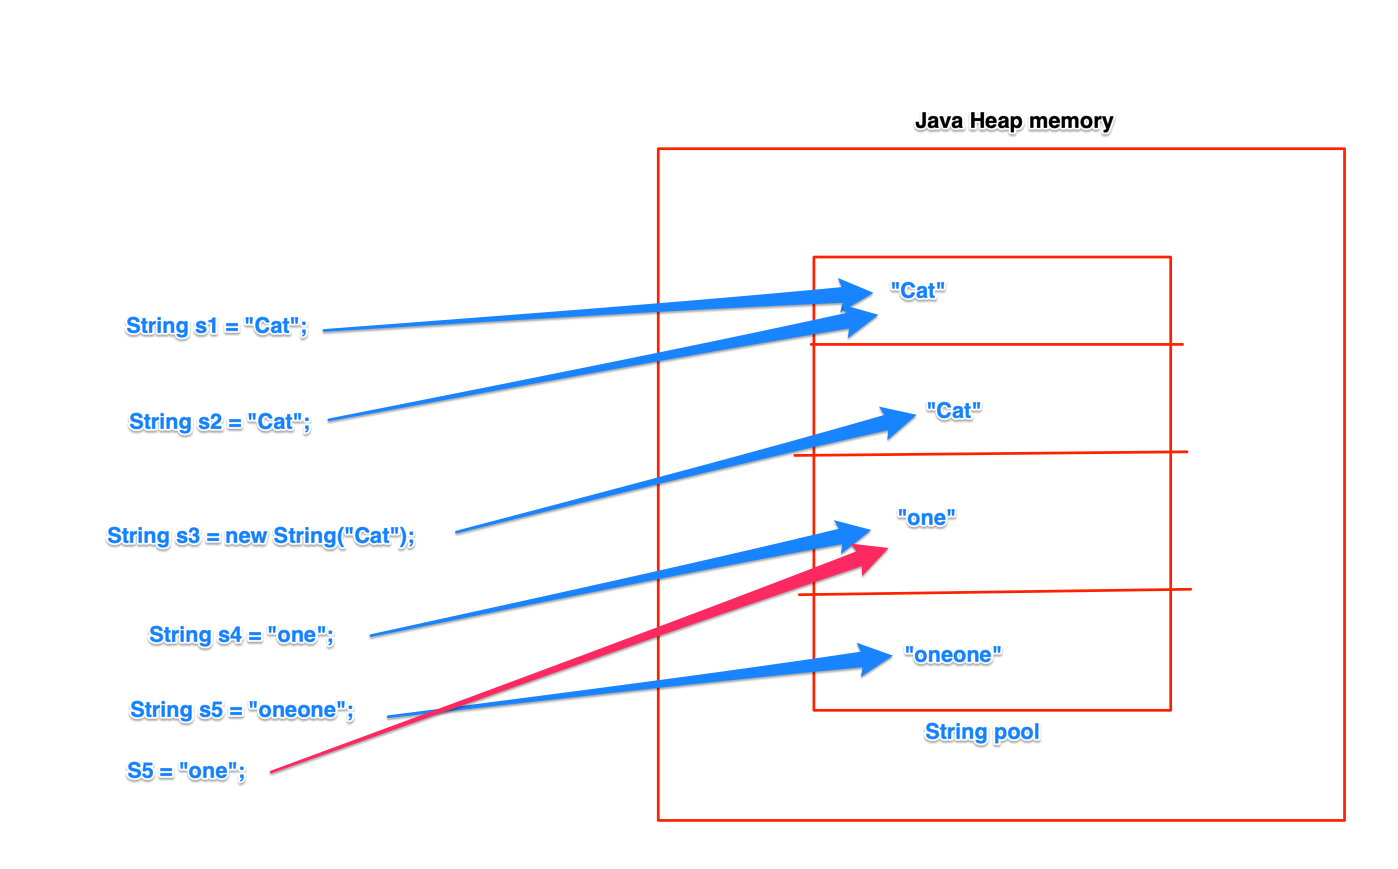 Java Heap memory
"Cat"
String s1 = "Cat";
String s2 = "Cat";
"Cat"
String s3 = new String("Cat");
"one"
String s4 = "one";
"oneone"
String s5 = "oneone";
String pool
S5 = "one";